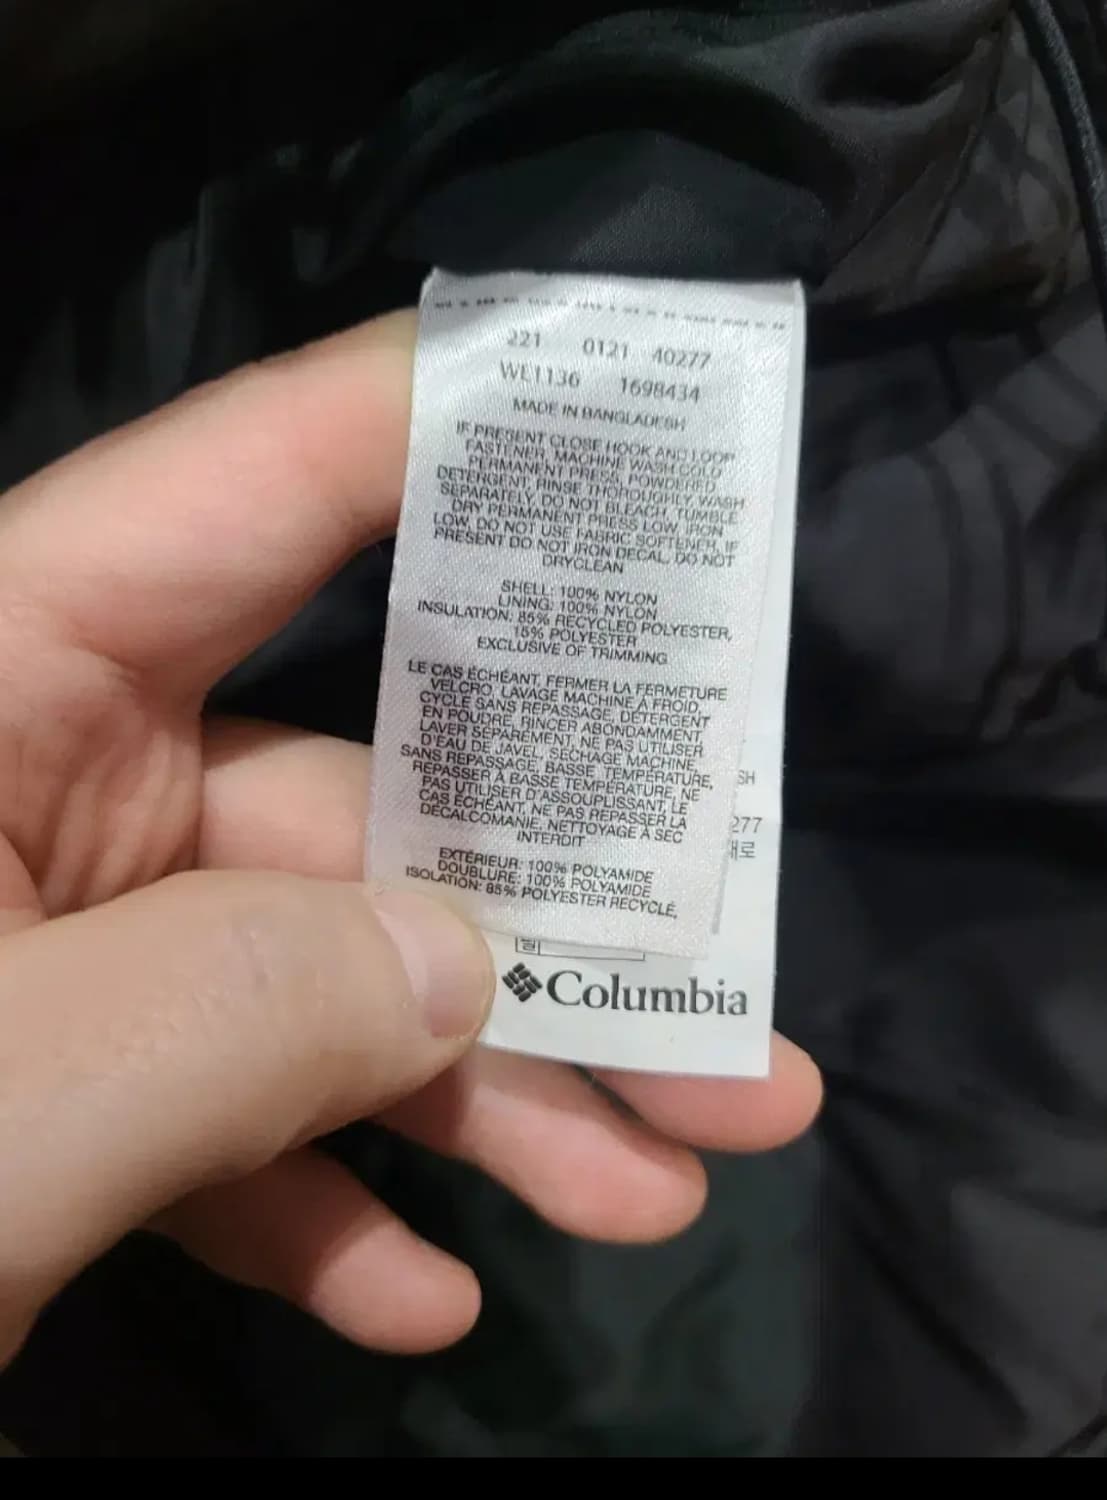 221 0121 40277
WE1136 1698434
MADE IN BANGLADESH
IF PRESENT CLOSE HOOK AND LOOP
FASTENER, MACHINE WASH COLD
PERMANENT PRESS, POWDERED
DETERGENT, RINSE THOROUGHLY, WASH
SEPARATELY, DO NOT BLEACH, TUMBLE
DRY PERMANENT PRESS LOW, IRON
LOW, DO NOT USE FABRIC SOFTENER, IF
PRESENT DO NOT IRON DECAL, DO NOT
DRYCLEAN
SHELL: 100% NYLON
LINING: 100% NYLON
INSULATION: 85% RECYCLED POLYESTER,
15% POLYESTER
EXCLUSIVE OF TRIMMING
LE CAS ÉCHÉANT, FERMER LA FERMETURE
VELCRO, LAVAGE MACHINE À FROID,
CYCLE SANS REPASSAGE, DÉTERGENT
EN POUDRE, RINCER ABONDAMMENT,
LAVER SÉPARÉMENT, NE PAS UTILISER
D'EAU DE JAVEL, SÉCHAGE MACHINE,
SANS REPASSAGE, BASSE TEMPÉRATURE,
REPASSER À BASSE TEMPÉRATURE, NE
PAS UTILISER D'ASSOUPLISSANT, LE
CAS ÉCHÉANT, NE PAS REPASSER LA
DÉCALCOMANIE, NETTOYAGE À SEC
INTERDIT
EXTÉRIEUR: 100% POLYAMIDE
DOUBLURE: 100% POLYAMIDE
ISOLATION: 85% POLYESTER RECYCLÉ,
SH
277
Columbia